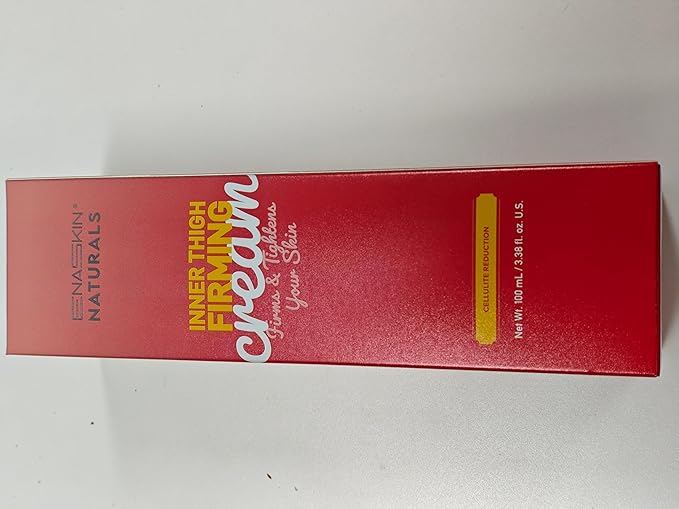 ENASKIN®
NATURALS
INNER THIGH
FIRMING
cream
Firms & Tightens
Your Skin
CELLULITE REDUCTION
Net Wt. 100 mL / 3.38 fl. oz. U.S.